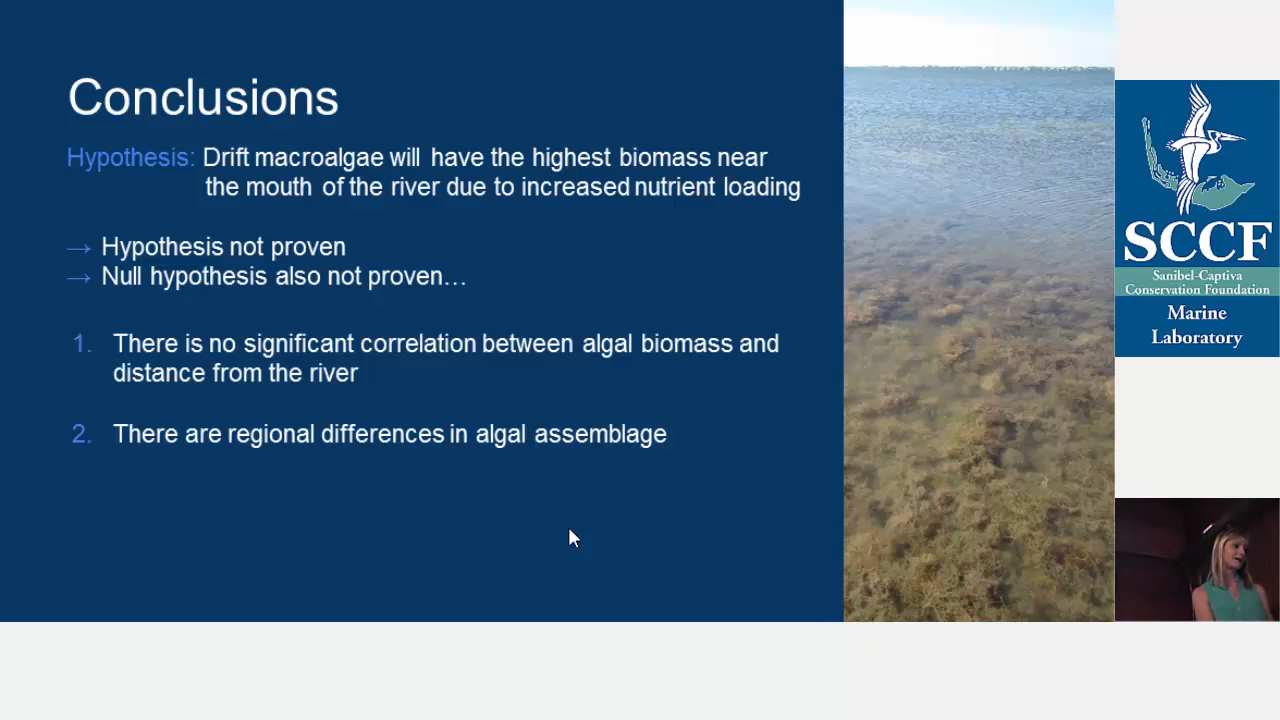 Conclusions
Hypothesis: Drift macroalgae will have the highest biomass near
the mouth of the river due to increased nutrient loading
→ Hypothesis not proven
→ Null hypothesis also not proven…
1. There is no significant correlation between algal biomass and
distance from the river
2. There are regional differences in algal assemblage
SCCF
Sanibel-Captiva
Conservation Foundation
Marine
Laboratory